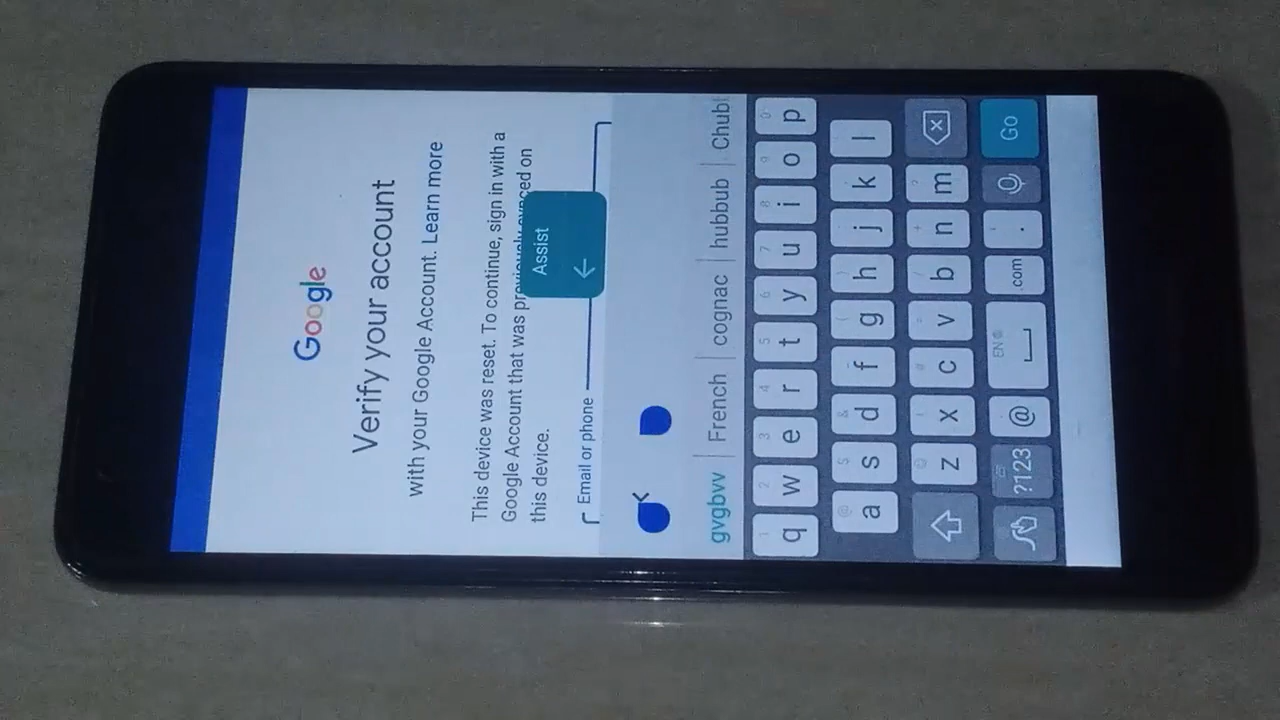 Google
Verify your account
with your Google Account. Learn more
This device was reset. To continue, sign in with a
Google Account that was previously synced on
this device.
Assist
Email or phone
gvgbvv French cognac hubbub Chubb
q w e r t y u i o p
a s d f g h j k l
z x c v b n m
?123 @ EN .com . Go